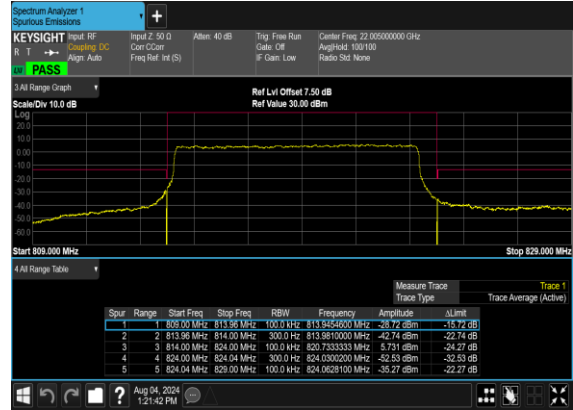 Spectrum Analyzer 1
Spurious Emissions
KEYSIGHT Input: RF Input Z: 50 Ω Atten: 40 dB Trig: Free Run Center Freq: 22.005000000 GHz
R T Coupling: DC Corr CCorr Gate: Off Avg|Hold: 100/100
Align: Auto Freq Ref: Int (S) IF Gain: Low Radio Std: None
PASS
3 All Range Graph
Ref Lvl Offset 7.50 dB
Scale/Div 10.0 dB Ref Value 30.00 dBm
Log
20.0
10.0
0.00
-10.0
-20.0
-30.0
-40.0
-50.0
-60.0
Start 809.000 MHz Stop 829.000 MHz
4 All Range Table
Measure Trace Trace 1
Trace Type Trace Average (Active)
Spur Range Start Freq Stop Freq RBW Frequency Amplitude ΔLimit
1 1 809.00 MHz 813.96 MHz 100.0 kHz 813.9454600 MHz -28.72 dBm -15.72 dB
2 2 813.96 MHz 814.00 MHz 300.0 Hz 813.9810000 MHz -42.74 dBm -22.74 dB
3 3 814.00 MHz 824.00 MHz 100.0 kHz 820.7333333 MHz 5.731 dBm -24.27 dB
4 4 824.00 MHz 824.04 MHz 300.0 Hz 824.0300200 MHz -52.53 dBm -32.53 dB
5 5 824.04 MHz 829.00 MHz 100.0 kHz 824.0628100 MHz -35.27 dBm -22.27 dB
Aug 04, 2024
1:21:42 PM